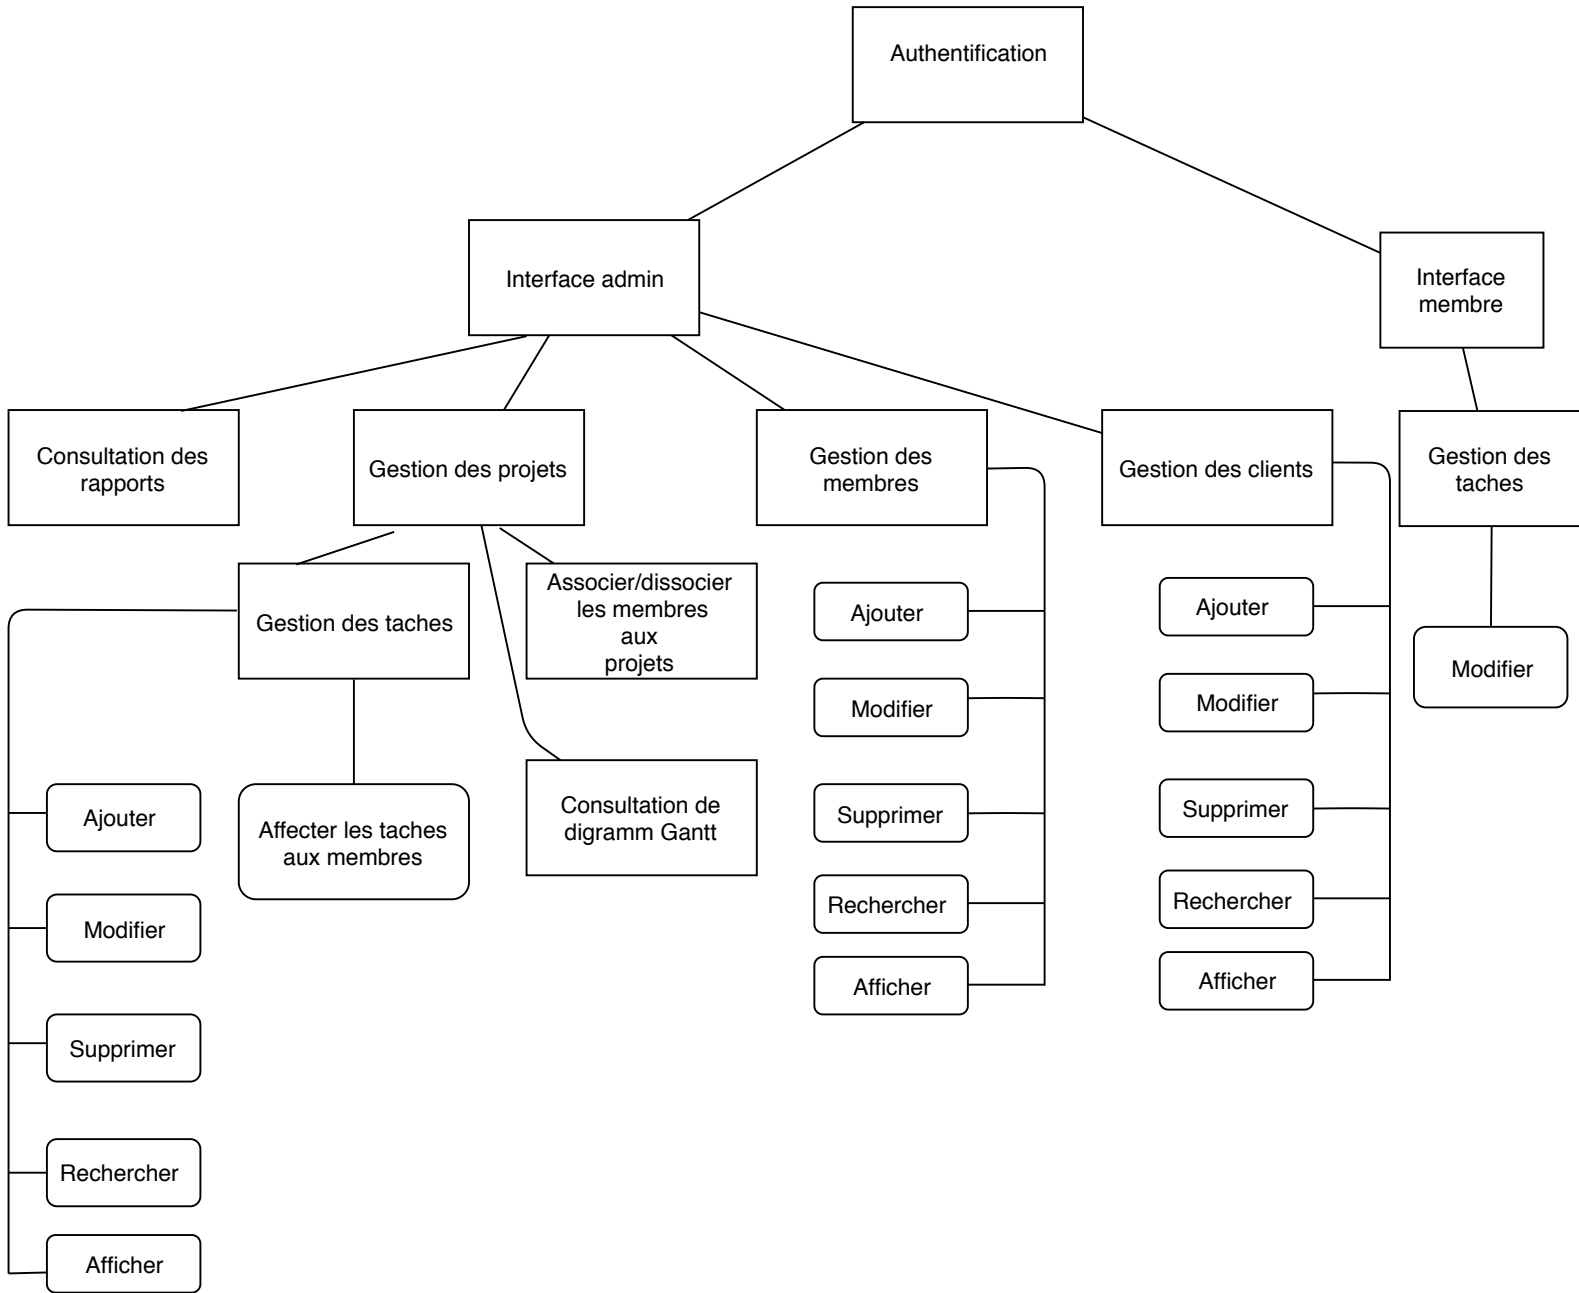 Authentification
Interface admin
Interface
membre
Consultation des
rapports
Gestion des projets
Gestion des
membres
Gestion des clients
Gestion des
taches
Gestion des taches
Associer/dissocier
les membres
aux
projets
Ajouter
Modifier
Supprimer
Rechercher
Afficher
Ajouter
Modifier
Supprimer
Rechercher
Afficher
Modifier
Consultation de
digramm Gantt
Affecter les taches
aux membres
Ajouter
Modifier
Supprimer
Rechercher
Afficher